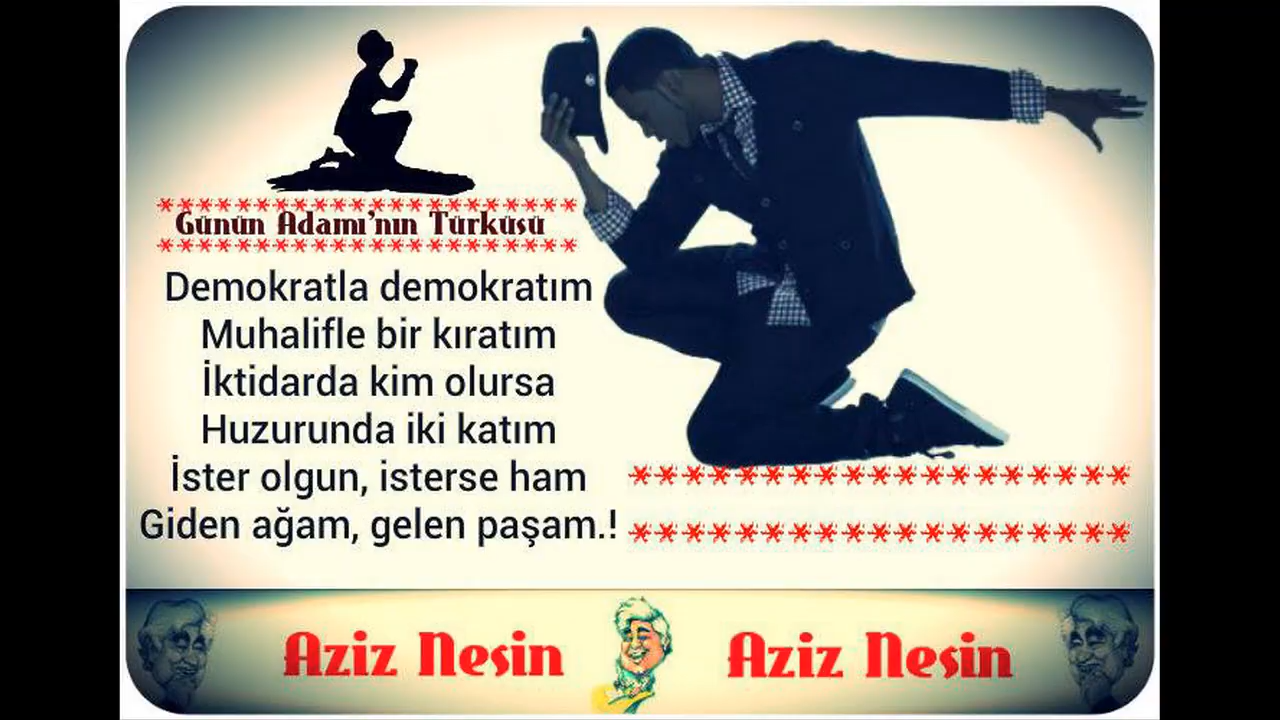 Günün Adamı'nın Türküsü
Demokratla demokratım
Muhalifle bir kıratım
İktidarda kim olursa
Huzurunda iki katım
İster olgun, isterse ham
Giden ağam, gelen paşam.!
Aziz Nesin Aziz Nesin